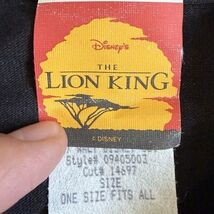 Disney's
THE
LION KING
© DISNEY
Style# 09405003
Cut# 14697
SIZE
ONE SIZE FITS ALL